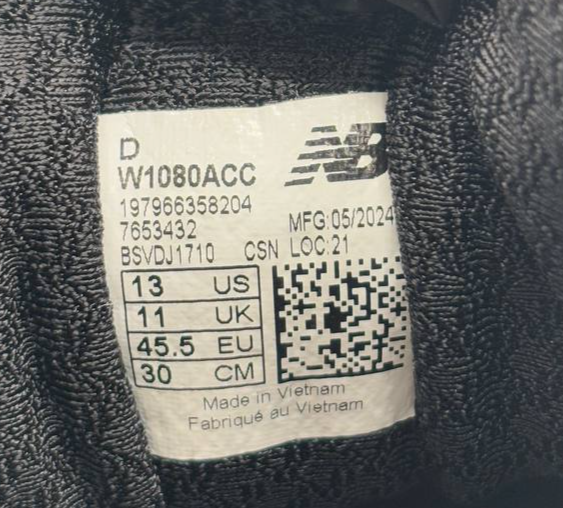 D
NB
W1080ACC
197966358204
7653432 MFG:05/2024
BSVDJ1710 CSN LOC:21
13 US
11 UK
45.5 EU
30 CM
Made in Vietnam
Fabriqué au Vietnam